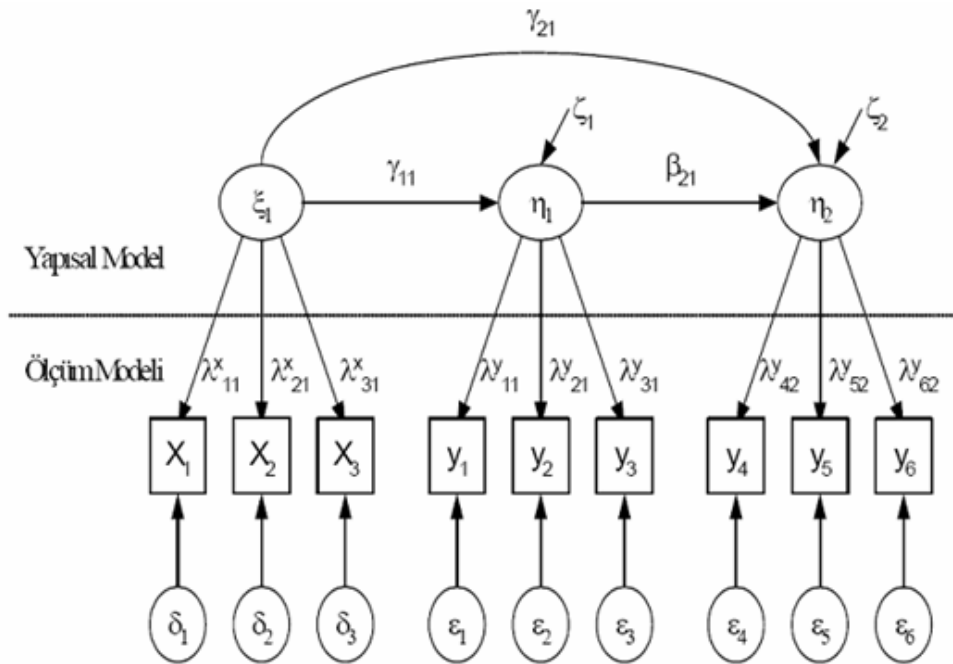 γ21
ζ1 ζ2
γ11 β21
ξ1 η1 η2
Yapısal Model
Ölçüm Modeli
λx11 λx21 λx31 λy11 λy21 λy31 λy42 λy52 λy62
X1 X2 X3 y1 y2 y3 y4 y5 y6
δ1 δ2 δ3 ε1 ε2 ε3 ε4 ε5 ε6